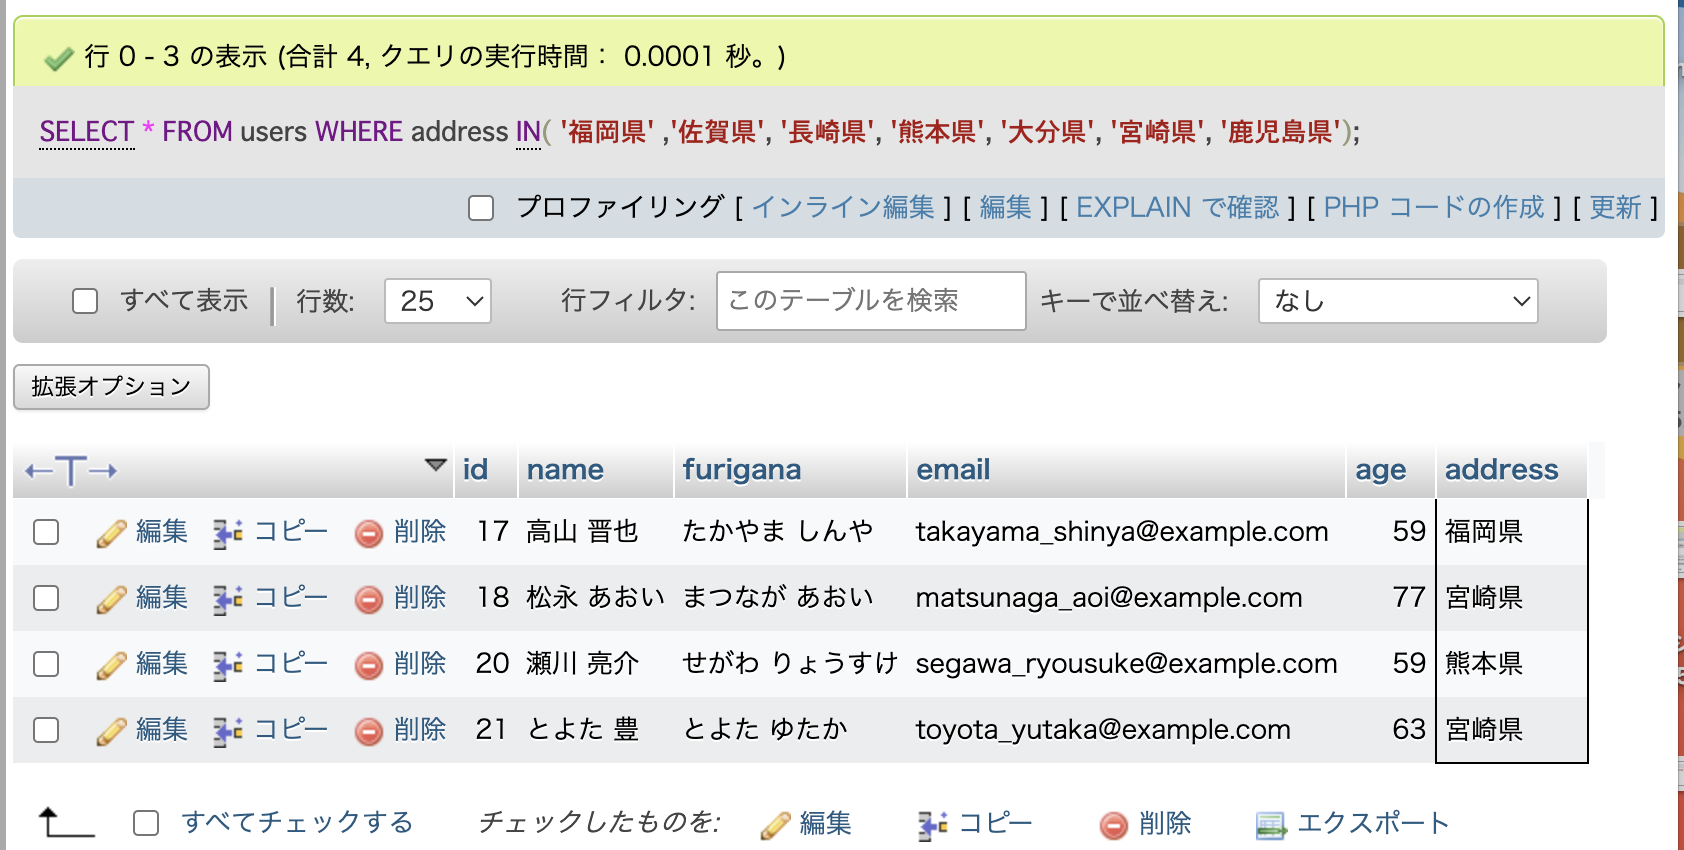 行 0 - 3 の表示 (合計 4, クエリの実行時間： 0.0001 秒。)
SELECT * FROM users WHERE address IN( '福岡県' ,'佐賀県', '長崎県', '熊本県', '大分県', '宮崎県', '鹿児島県');
プロファイリング [ インライン編集 ] [ 編集 ] [ EXPLAIN で確認 ] [ PHP コードの作成 ] [ 更新 ]
すべて表示 行数: 25 行フィルタ: このテーブルを検索 キーで並べ替え: なし
拡張オプション
←T→ id name furigana email age address
編集 コピー 削除 17 高山 晋也 たかやま しんや takayama_shinya@example.com 59 福岡県
編集 コピー 削除 18 松永 あおい まつなが あおい matsunaga_aoi@example.com 77 宮崎県
編集 コピー 削除 20 瀬川 亮介 せがわ りょうすけ segawa_ryousuke@example.com 59 熊本県
編集 コピー 削除 21 とよた 豊 とよた ゆたか toyota_yutaka@example.com 63 宮崎県
すべてチェックする チェックしたものを: 編集 コピー 削除 エクスポート